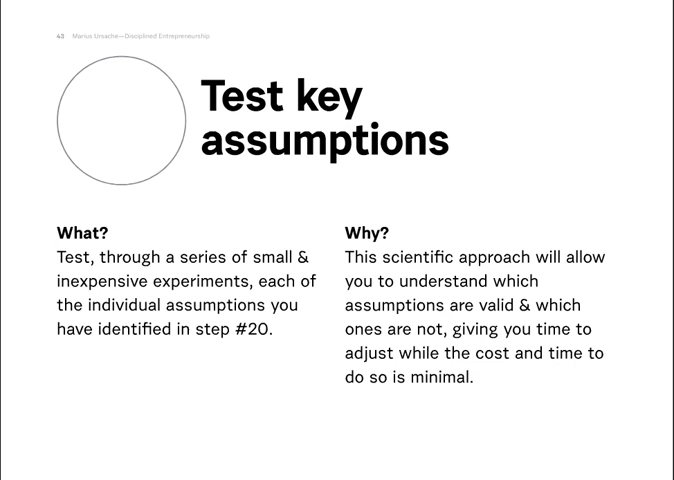 43 Marius Ursache—Disciplined Entrepreneurship
Test key
assumptions
What?
Test, through a series of small &
inexpensive experiments, each of
the individual assumptions you
have identified in step #20.
Why?
This scientific approach will allow
you to understand which
assumptions are valid & which
ones are not, giving you time to
adjust while the cost and time to
do so is minimal.